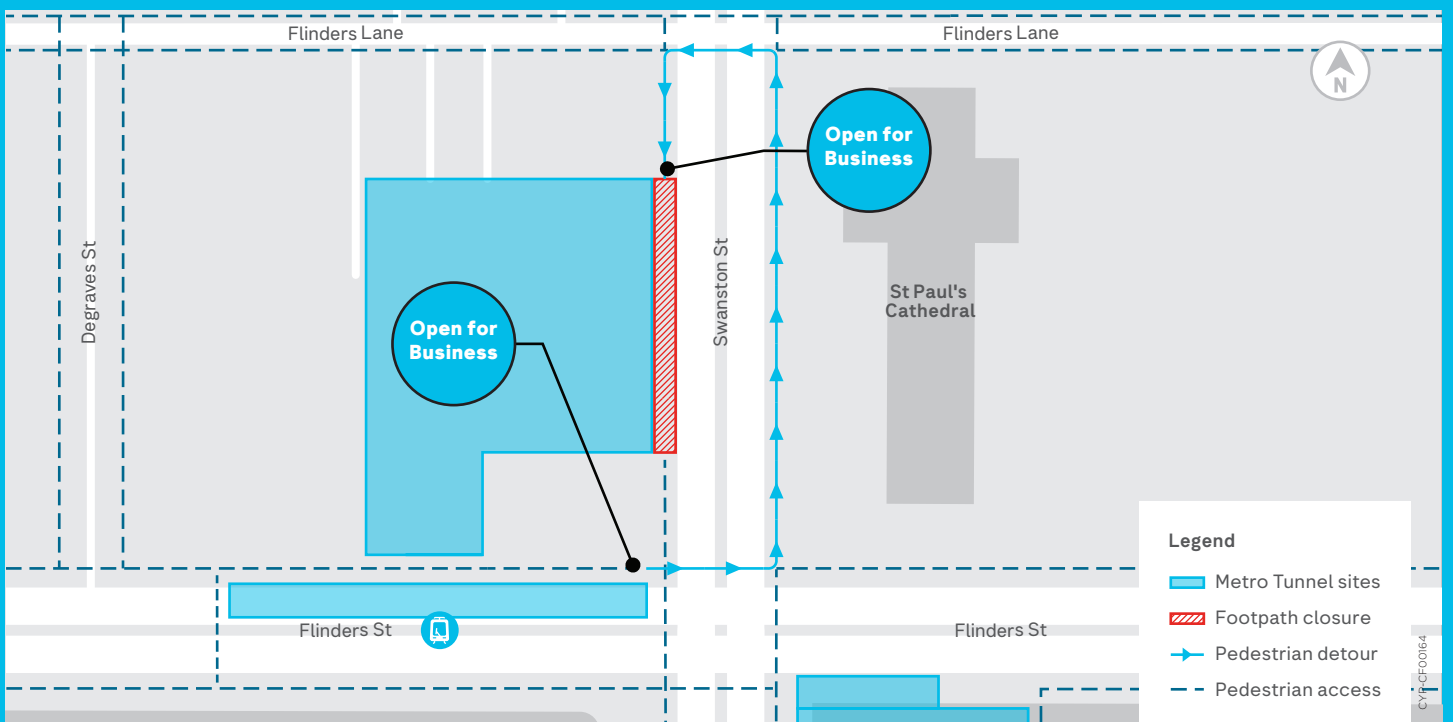 Flinders Lane
Flinders Lane
N
Open for
Business
Degraves St
Swanston St
St Paul's
Cathedral
Open for
Business
Flinders St
Flinders St
Legend
Metro Tunnel sites
Footpath closure
Pedestrian detour
Pedestrian access
CYP-CF00164